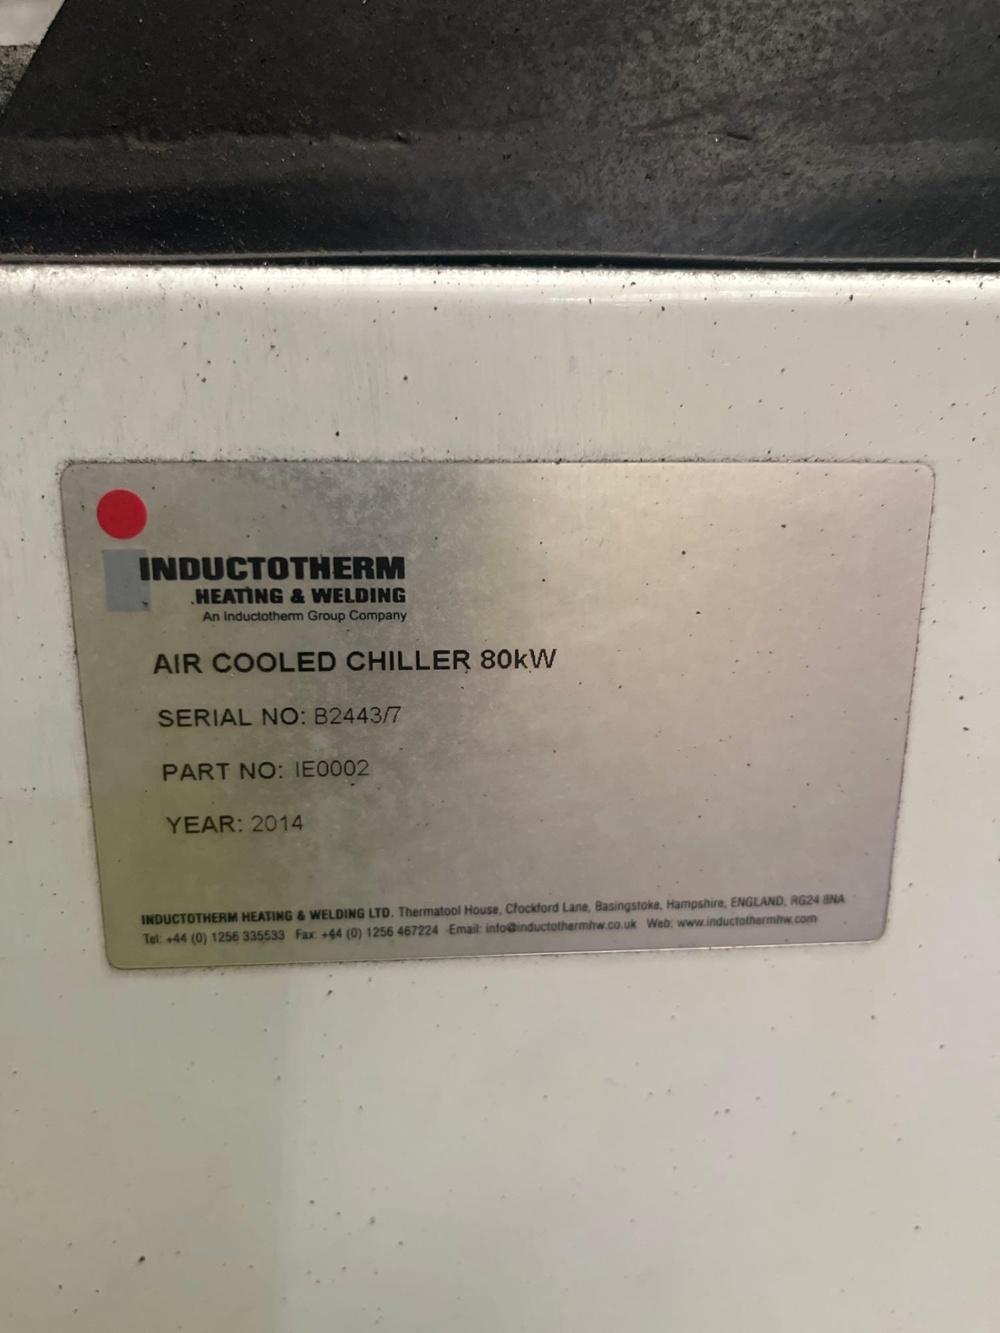 INDUCTOTHERM
HEATING & WELDING
An Inductotherm Group Company
AIR COOLED CHILLER 80kW
SERIAL NO: B2443/7
PART NO: IE0002
YEAR: 2014
INDUCTOTHERM HEATING & WELDING LTD. Thermatool House, Crockford Lane, Basingstoke, Hampshire, ENGLAND, RG24 8NA
Tel: +44 (0) 1256 335533 Fax: +44 (0) 1256 467224 Email: info@inductothermhw.co.uk Web: www.inductothermhw.com